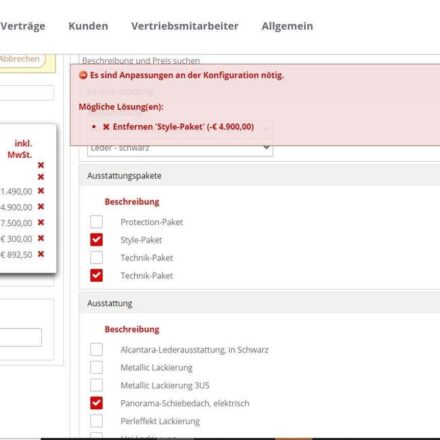 Verträge Kunden Vertriebsmitarbeiter Allgemein
Abbrechen
Beschreibung und Preis suchen
Es sind Anpassungen an der Konfiguration nötig.
Innenausstattung
Mögliche Lösung(en):
Entfernen 'Style-Paket' (-€ 4.900,00)
Leder - schwarz
inkl.
MwSt.
1.490,00
4.900,00
7.500,00
€ 300,00
€ 892,50
Ausstattungspakete
Beschreibung
Protection-Paket
Style-Paket
Technik-Paket
Technik-Paket
Ausstattung
Beschreibung
Alcantara-Lederausstattung, in Schwarz
Metallic Lackierung
Metallic Lackierung 3U5
Panorama-Schiebedach, elektrisch
Perleffekt Lackierung